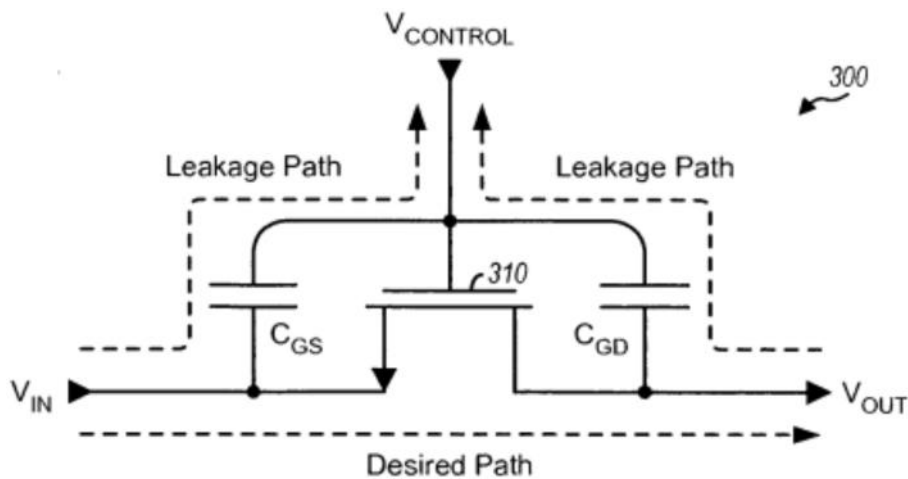 VCONTROL
300
Leakage Path
Leakage Path
310
CGS
CGD
VIN
VOUT
Desired Path